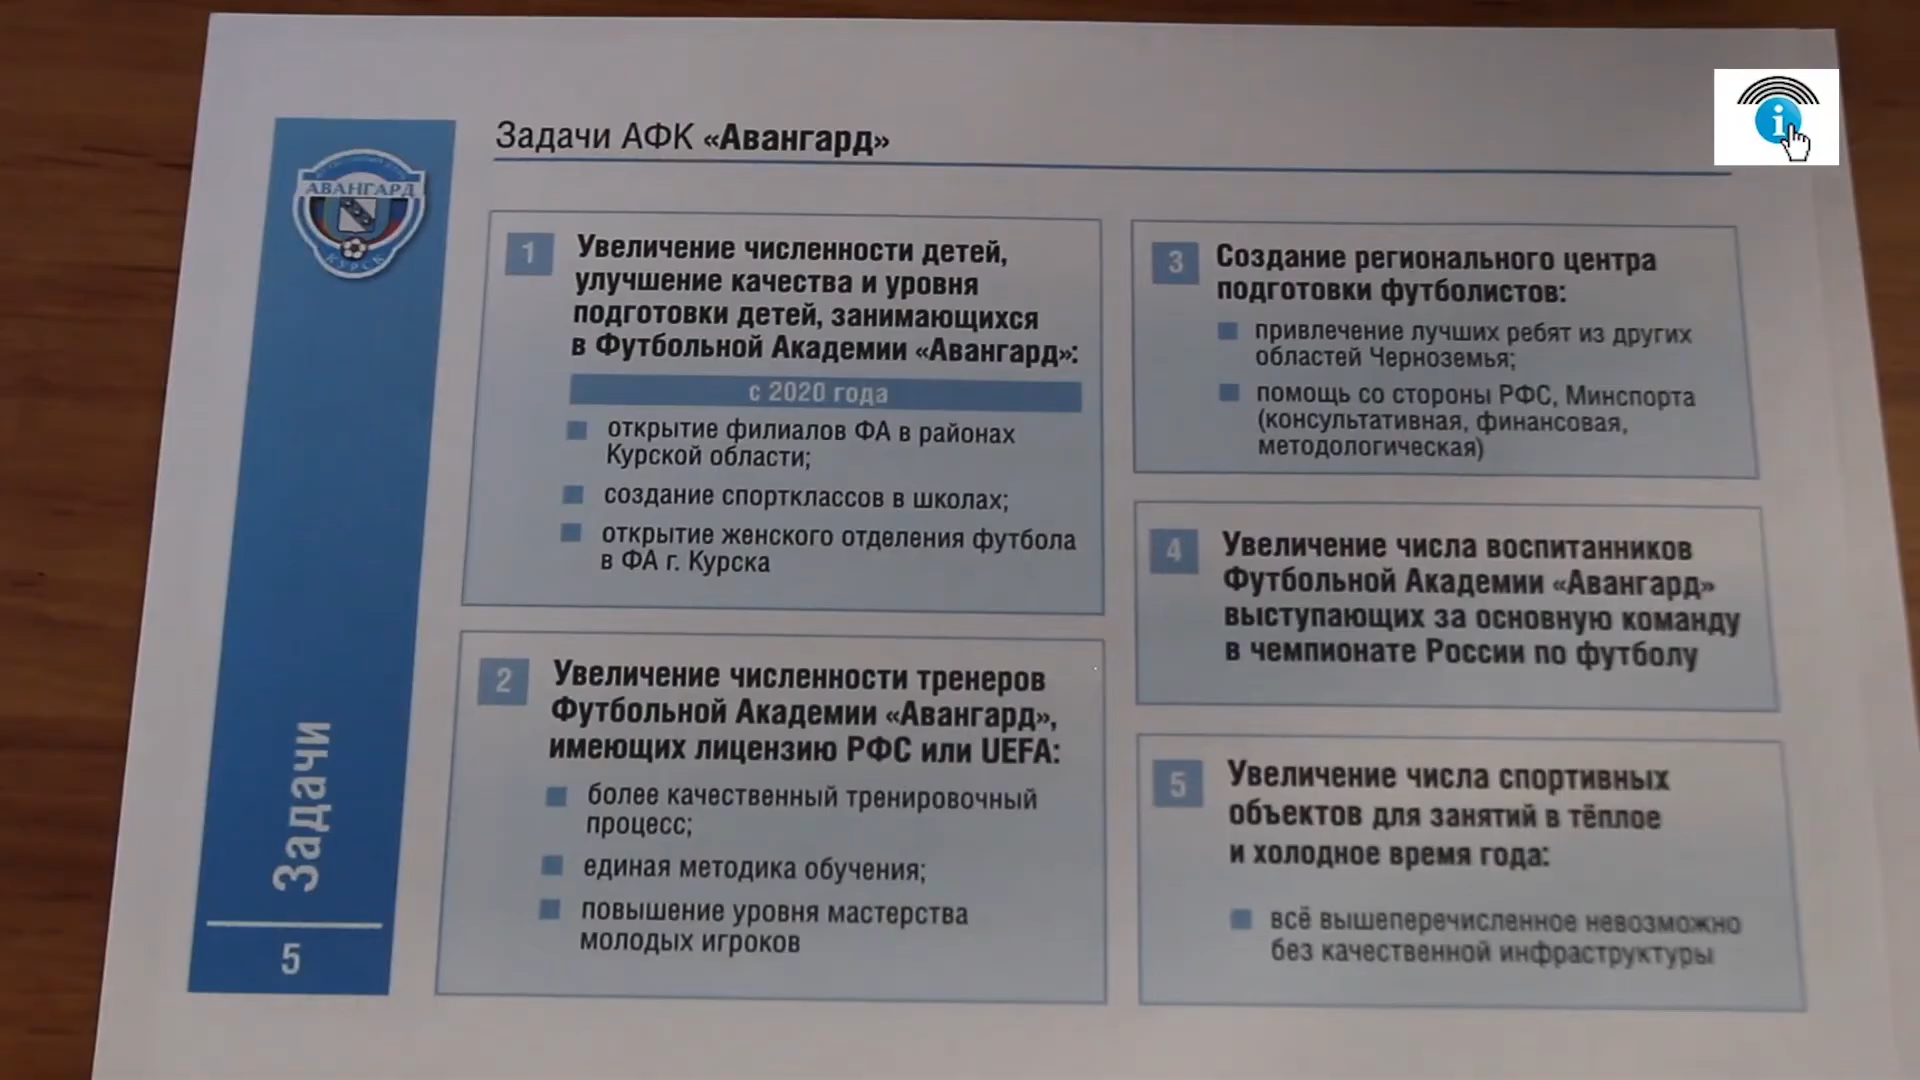 Задачи АФК «Авангард»
АВАНГАРД
КУРСК
1
Увеличение численности детей,
улучшение качества и уровня
подготовки детей, занимающихся
в Футбольной Академии «Авангард»:
с 2020 года
открытие филиалов ФА в районах
Курской области;
создание спортклассов в школах;
открытие женского отделения футбола
в ФА г. Курска
2
Увеличение численности тренеров
Футбольной Академии «Авангард»,
имеющих лицензию РФС или UEFA:
более качественный тренировочный
процесс;
единая методика обучения;
повышение уровня мастерства
молодых игроков
3
Создание регионального центра
подготовки футболистов:
привлечение лучших ребят из других
областей Черноземья;
помощь со стороны РФС, Минспорта
(консультативная, финансовая,
методологическая)
4
Увеличение числа воспитанников
Футбольной Академии «Авангард»
выступающих за основную команду
в чемпионате России по футболу
5
Увеличение числа спортивных
объектов для занятий в тёплое
и холодное время года:
всё вышеперечисленное невозможно
без качественной инфраструктуры
Задачи
5
i